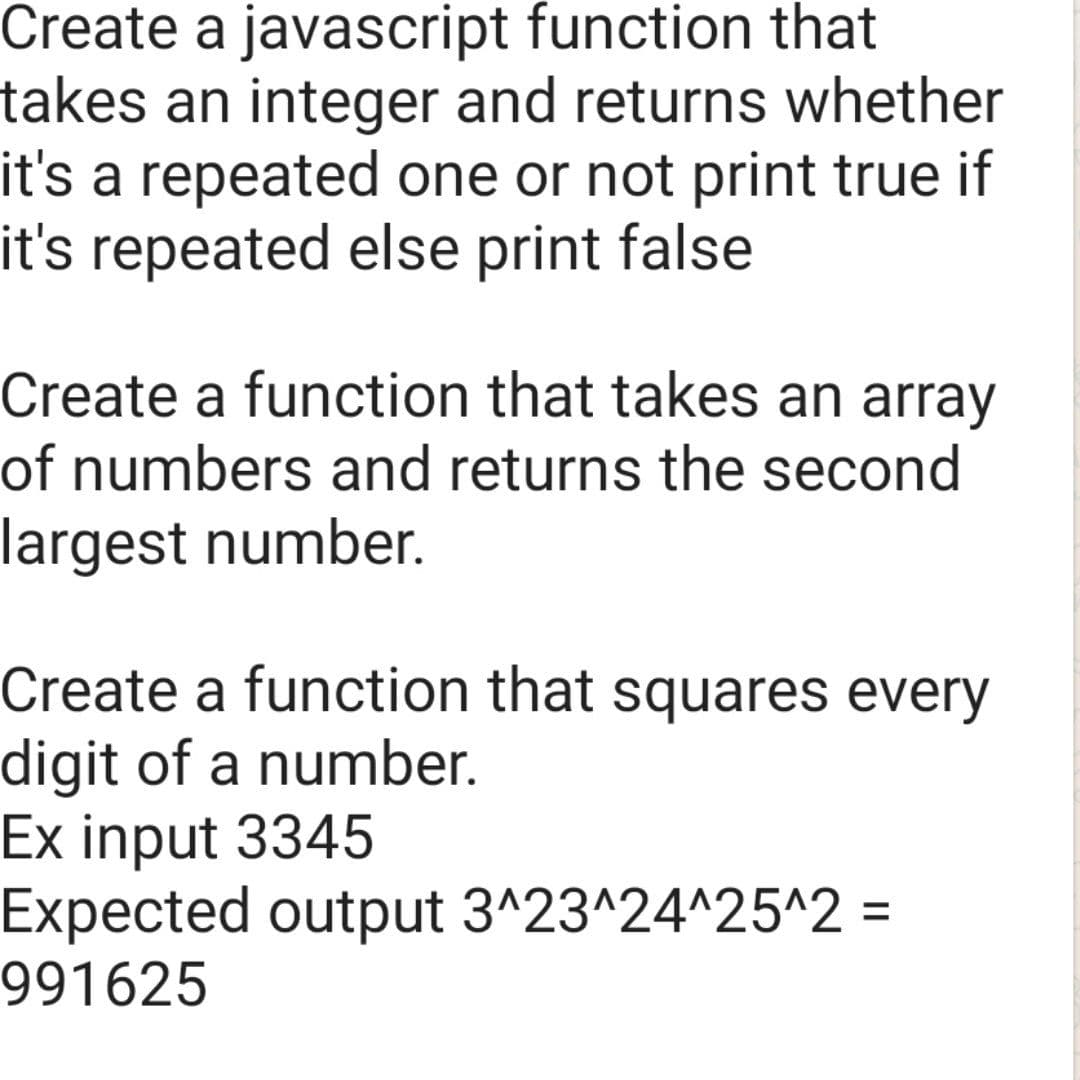 Create a javascript function that
takes an integer and returns whether
it's a repeated one or not print true if
it's repeated else print false
Create a function that takes an array
of numbers and returns the second
largest number.
Create a function that squares every
digit of a number.
Ex input 3345
Expected output 3^23^24^25^2 =
991625